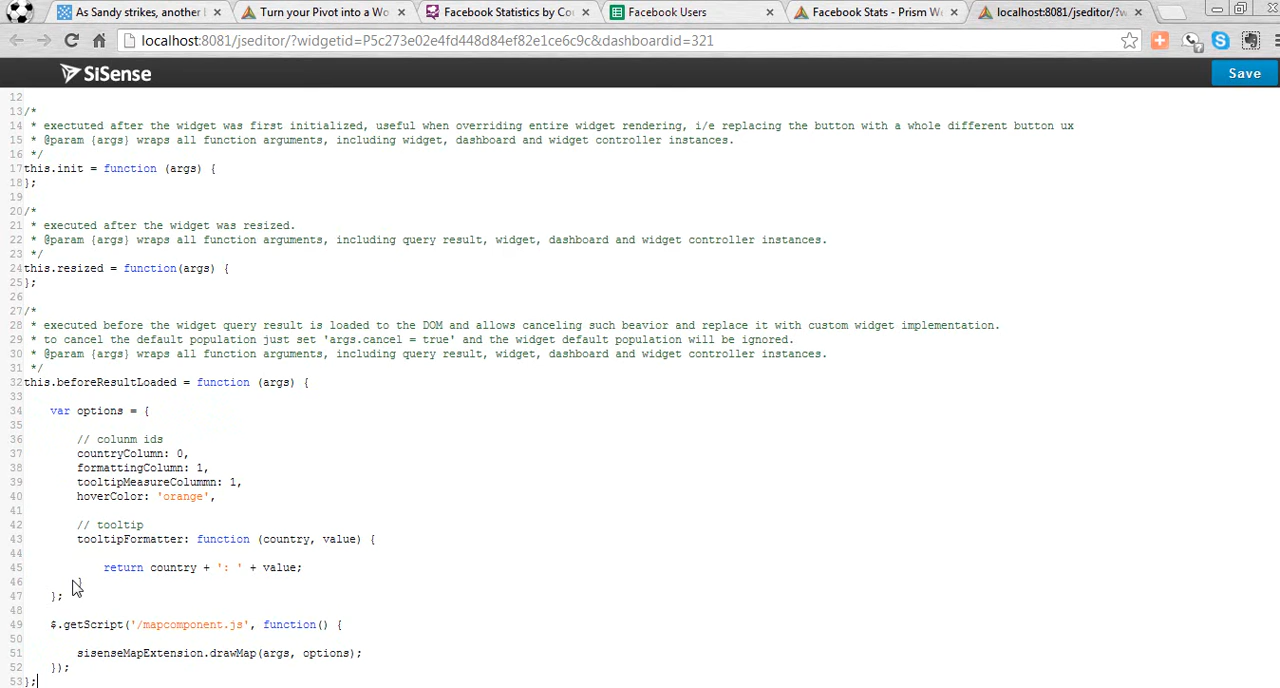 As Sandy strikes, another
Turn your Pivot into a Wo
Facebook Statistics by Cou
Facebook Users
Facebook Stats - Prism W
localhost:8081/jseditor/?w
localhost:8081/jseditor/?widgetid=P5c273e02e4fd448d84ef82e1ce6c9c&dashboardid=321
SiSense
Save
12
13/*
14 * exectuted after the widget was first initialized, useful when overriding entire widget rendering, i/e replacing the button with a whole different button ux
15 * @param {args} wraps all function arguments, including widget, dashboard and widget controller instances.
16 */
17this.init = function (args) {
18};
19
20/*
21 * executed after the widget was resized.
22 * @param {args} wraps all function arguments, including query result, widget, dashboard and widget controller instances.
23 */
24this.resized = function(args) {
25};
26
27/*
28 * executed before the widget query result is loaded to the DOM and allows canceling such beavior and replace it with custom widget implementation.
29 * to cancel the default population just set 'args.cancel = true' and the widget default population will be ignored.
30 * @param {args} wraps all function arguments, including query result, widget, dashboard and widget controller instances.
31 */
32this.beforeResultLoaded = function (args) {
33
34 var options = {
35
36 // colunm ids
37 countryColumn: 0,
38 formattingColumn: 1,
39 tooltipMeasureColummn: 1,
40 hoverColor: 'orange',
41
42 // tooltip
43 tooltipFormatter: function (country, value) {
44
45 return country + ': ' + value;
46 }
47 };
48
49 $.getScript('/mapcomponent.js', function() {
50
51 sisenseMapExtension.drawMap(args, options);
52 });
53};